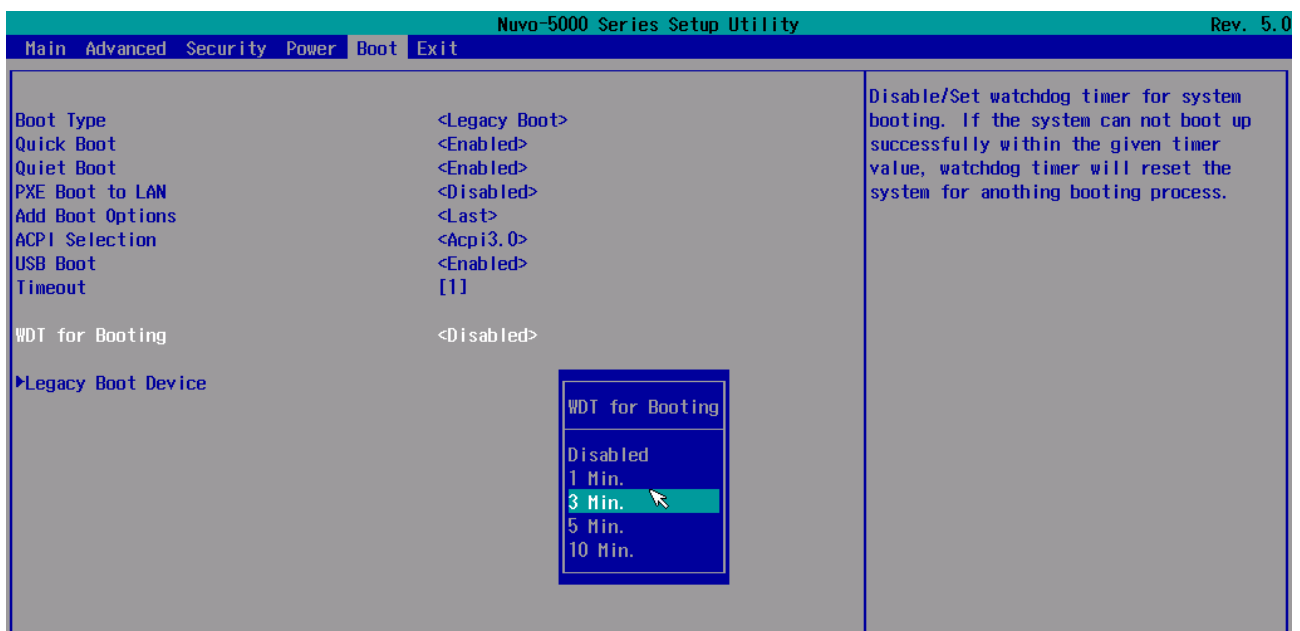 Nuvo-5000 Series Setup Utility Rev. 5.0
Main Advanced Security Power Boot Exit
Boot Type <Legacy Boot>
Quick Boot <Enabled>
Quiet Boot <Enabled>
PXE Boot to LAN <Disabled>
Add Boot Options <Last>
ACPI Selection <Acpi3.0>
USB Boot <Enabled>
Timeout [1]
WDT for Booting <Disabled>
Legacy Boot Device
WDT for Booting
Disabled
1 Min.
3 Min.
5 Min.
10 Min.
Disable/Set watchdog timer for system
booting. If the system can not boot up
successfully within the given timer
value, watchdog timer will reset the
system for anothing booting process.